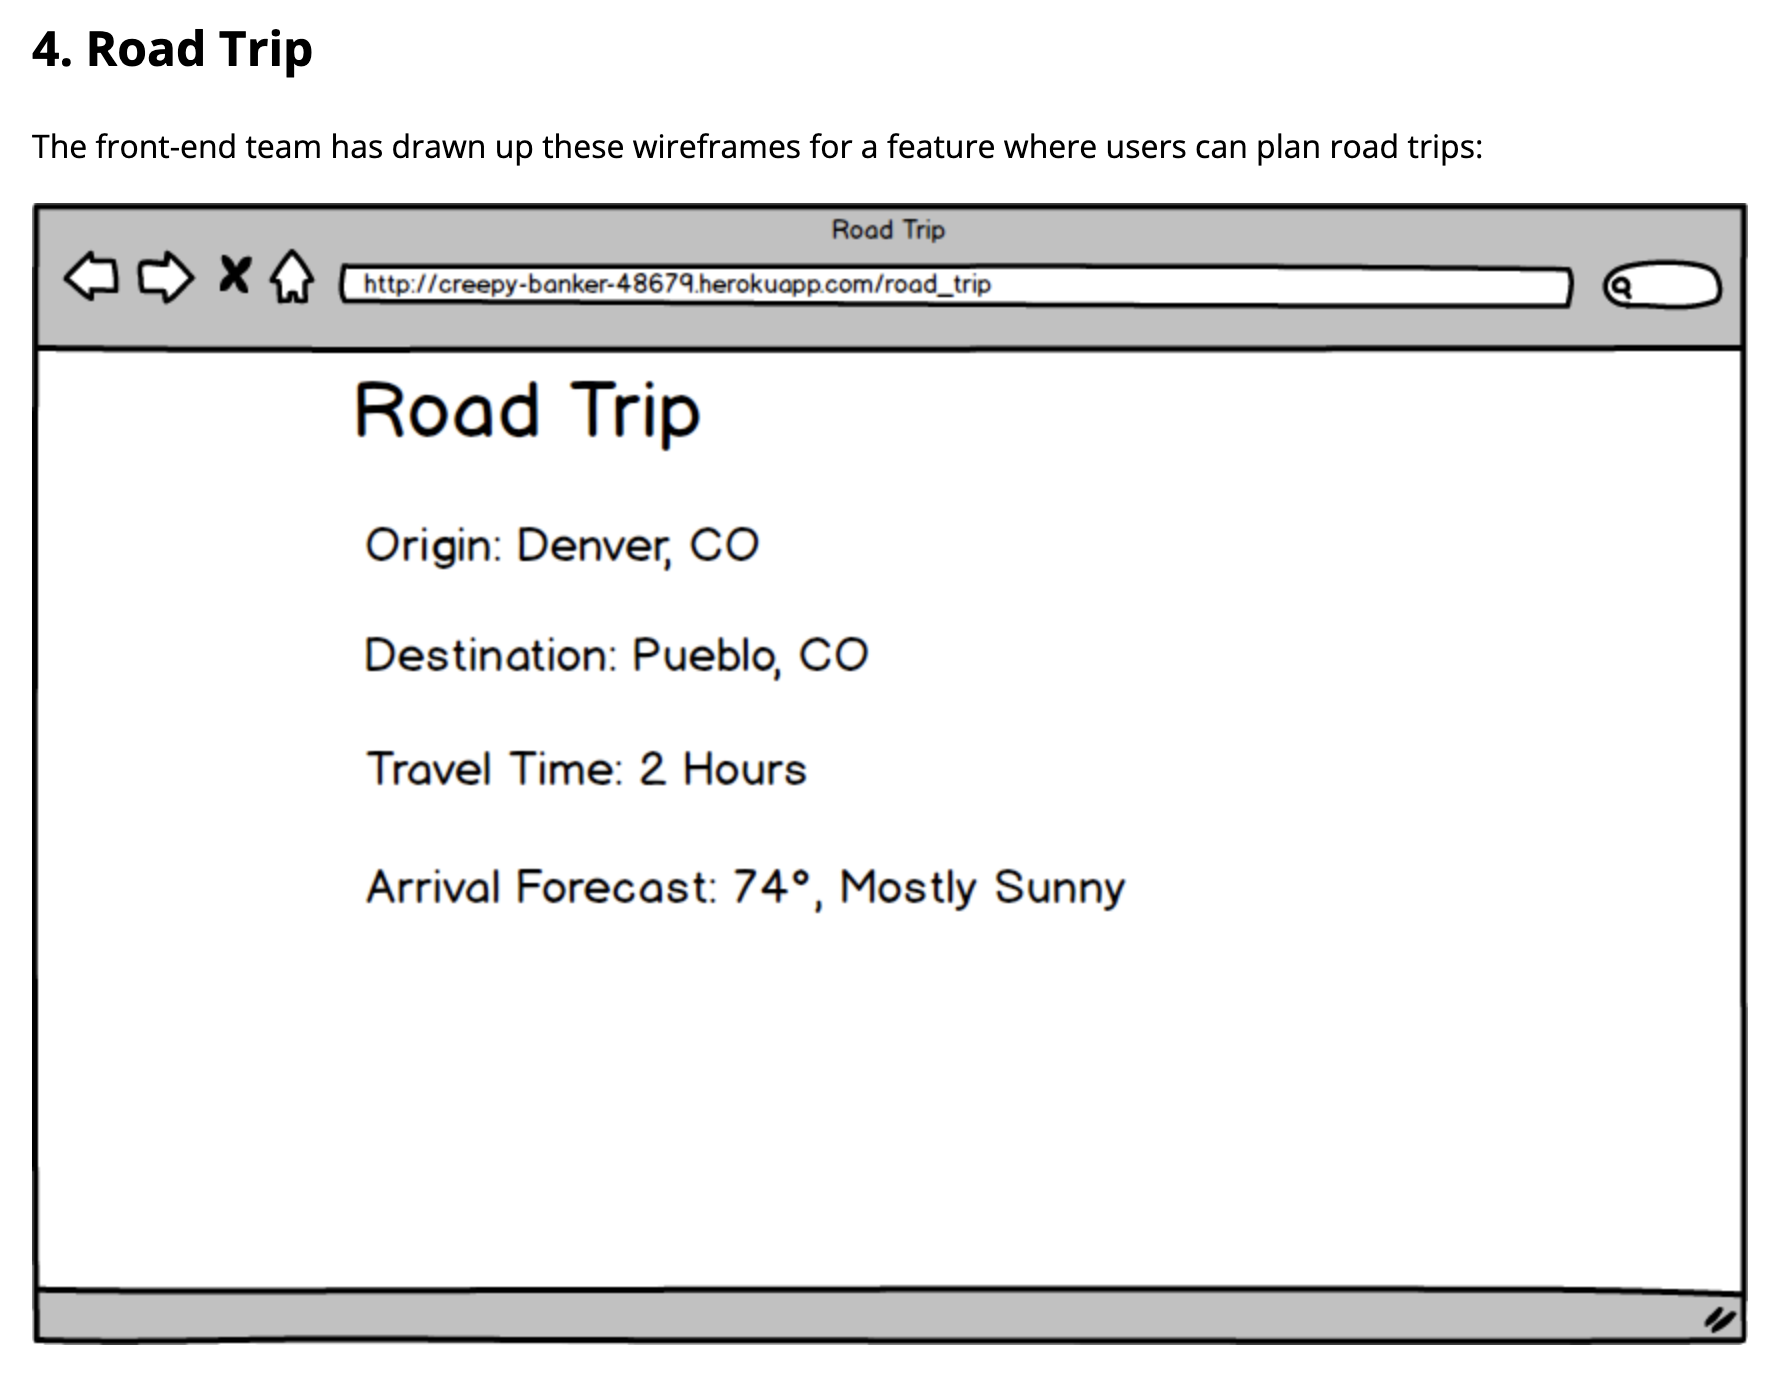 4. Road Trip
The front-end team has drawn up these wireframes for a feature where users can plan road trips:
Road Trip
http://creepy-banker-48679.herokuapp.com/road_trip
Road Trip
Origin: Denver, CO
Destination: Pueblo, CO
Travel Time: 2 Hours
Arrival Forecast: 74°, Mostly Sunny